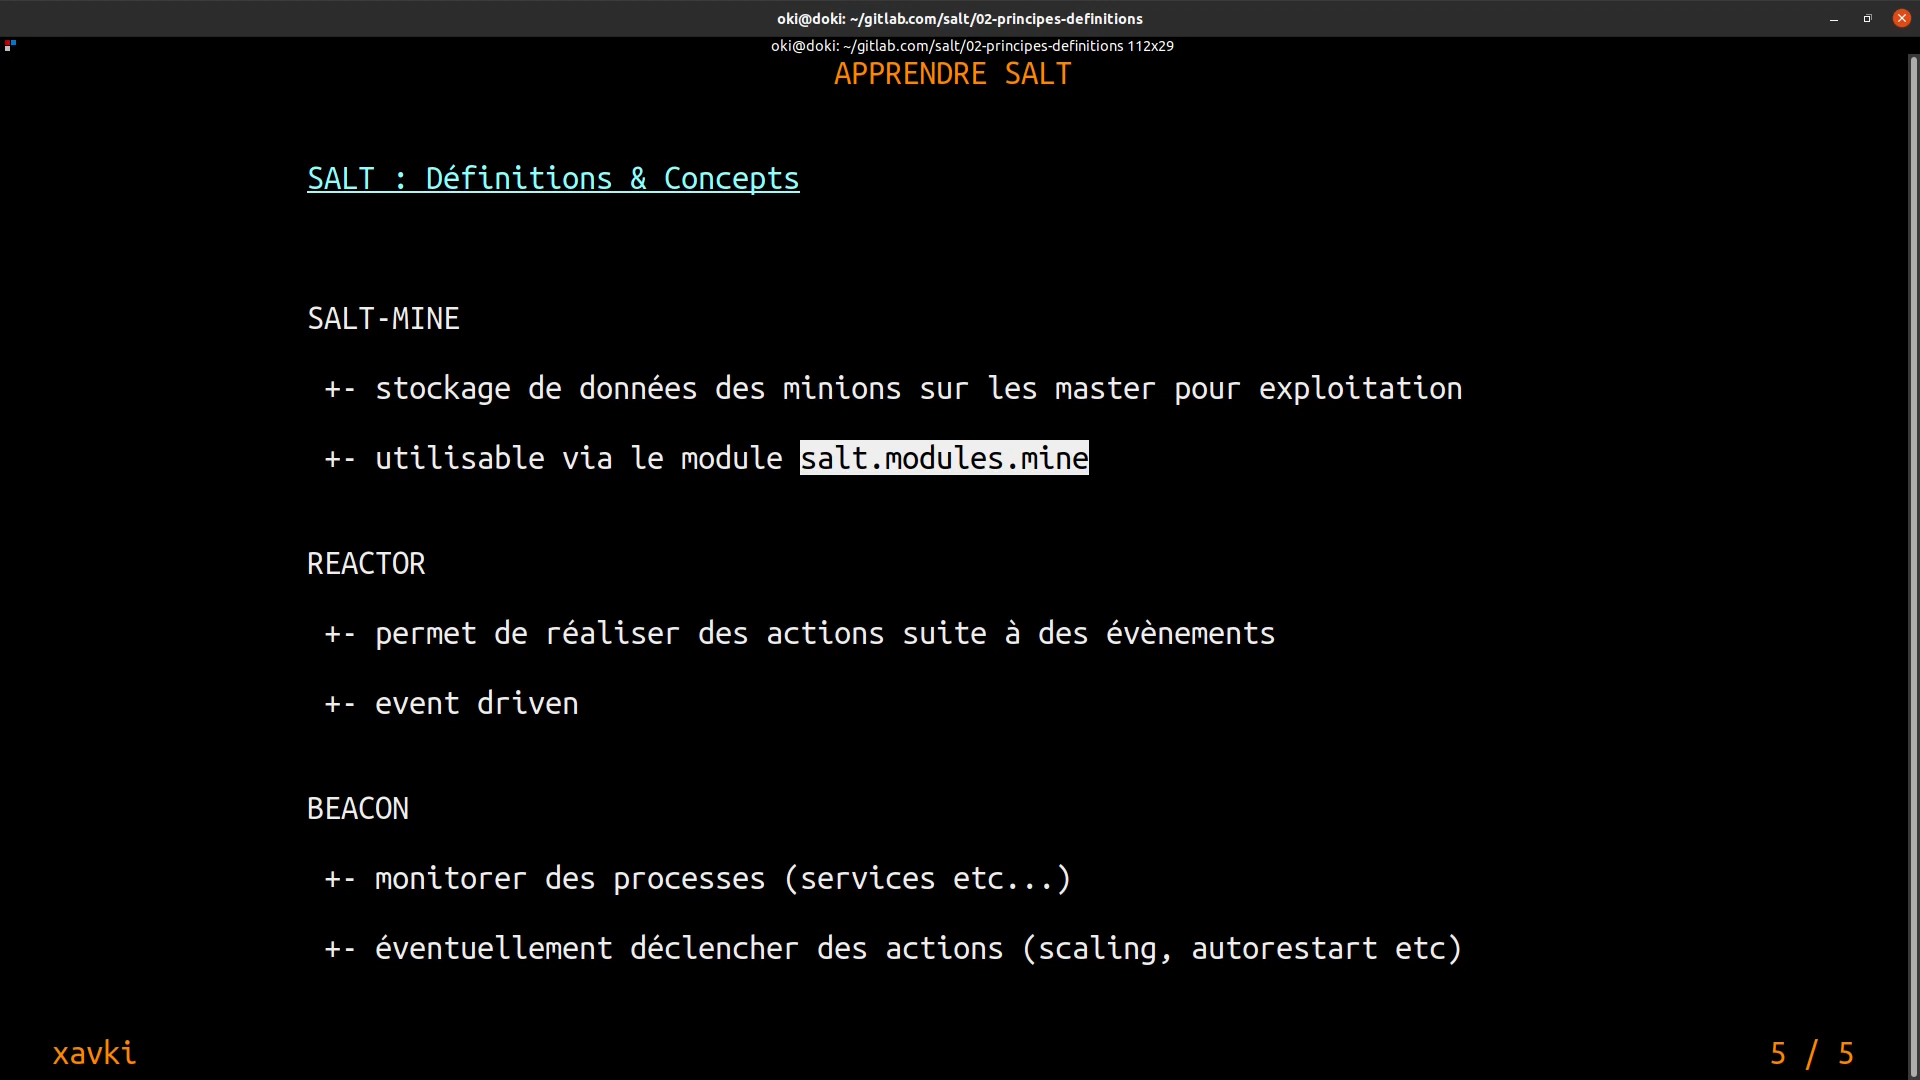 oki@doki: ~/gitlab.com/salt/02-principes-definitions
oki@doki: ~/gitlab.com/salt/02-principes-definitions 112x29
APPRENDRE SALT
SALT : Définitions & Concepts
SALT-MINE
+- stockage de données des minions sur les master pour exploitation
+- utilisable via le module salt.modules.mine
REACTOR
+- permet de réaliser des actions suite à des évènements
+- event driven
BEACON
+- monitorer des processes (services etc...)
+- éventuellement déclencher des actions (scaling, autorestart etc)
xavki
5 / 5